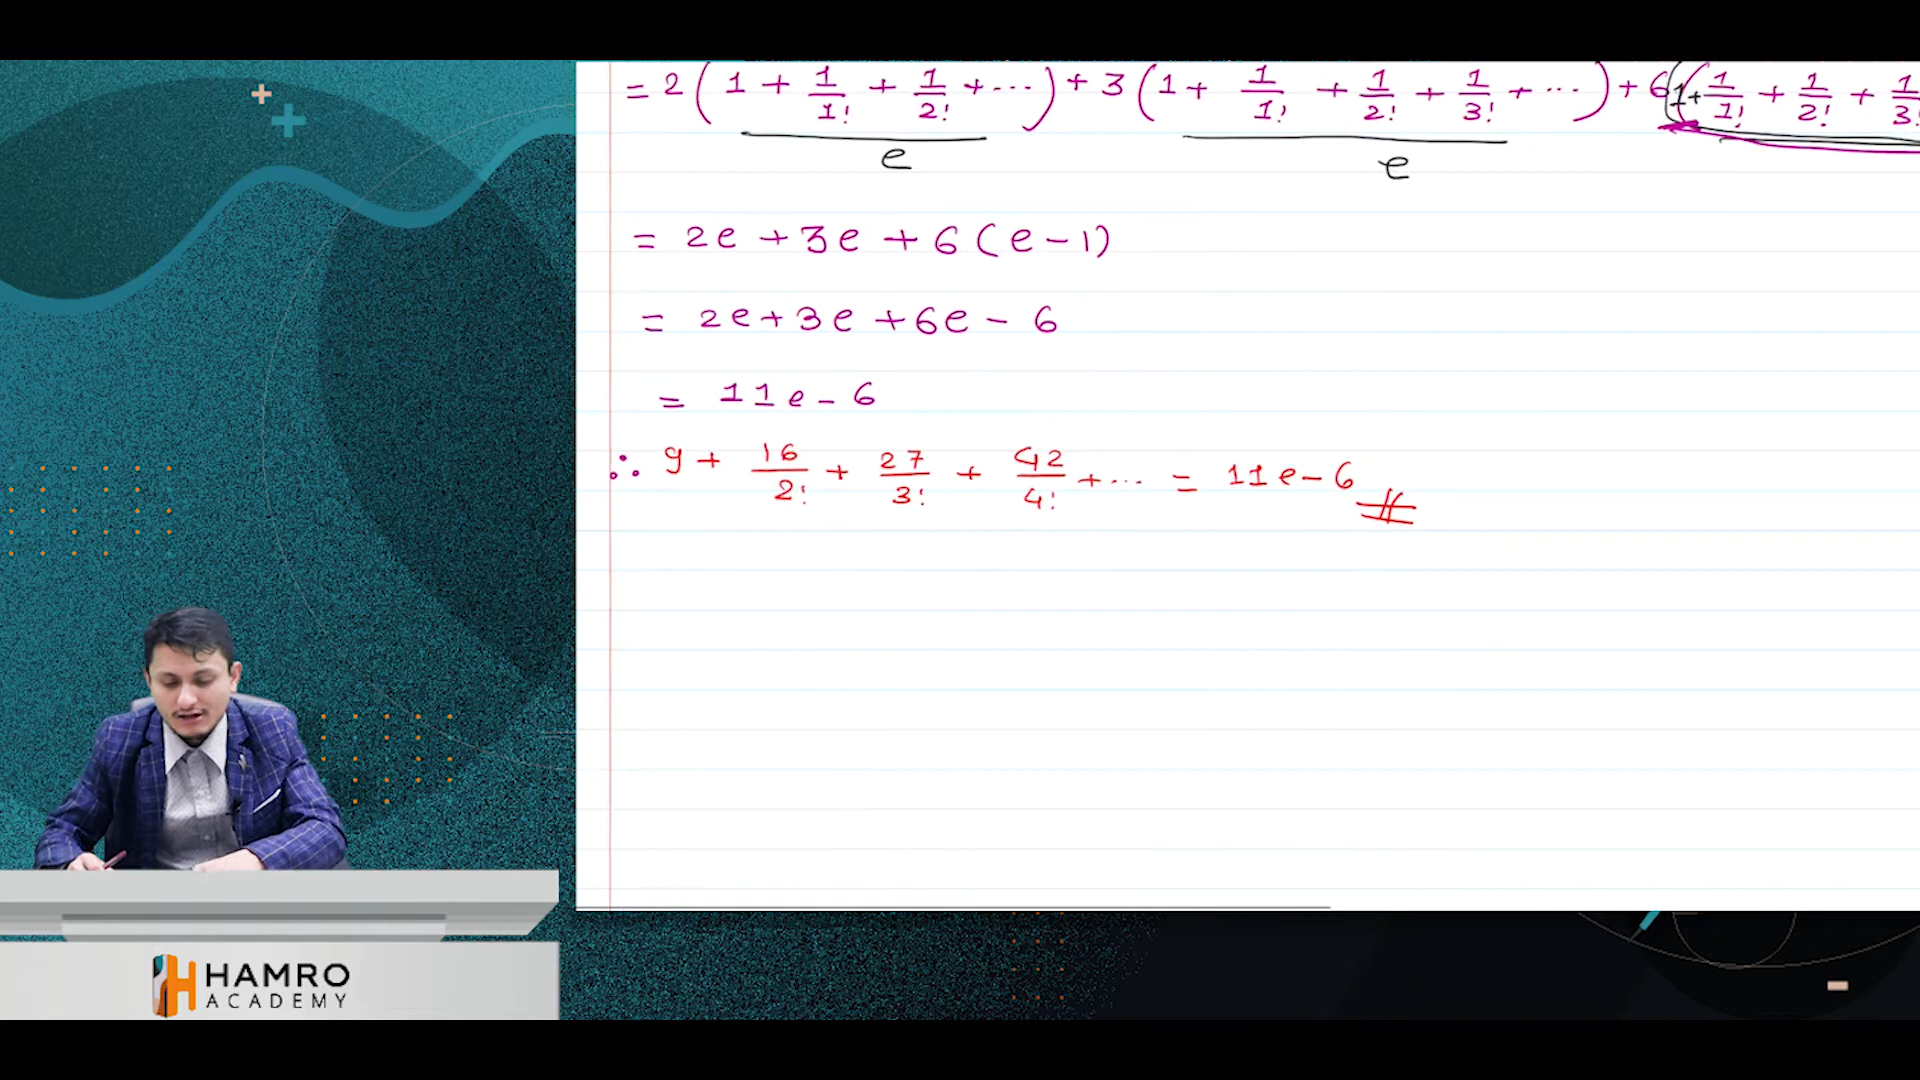 = 2 ( 1 + 1/1! + 1/2! + ... ) + 3 ( 1 + 1/1! + 1/2! + 1/3! + ... ) + 6 ( 1 + 1/1! + 1/2! + 1/3!
e e
= 2e + 3e + 6 ( e - 1 )
= 2e + 3e + 6e - 6
= 11e - 6
∴ 9 + 16/2! + 27/3! + 42/4! + ... = 11e - 6
HAMRO
ACADEMY